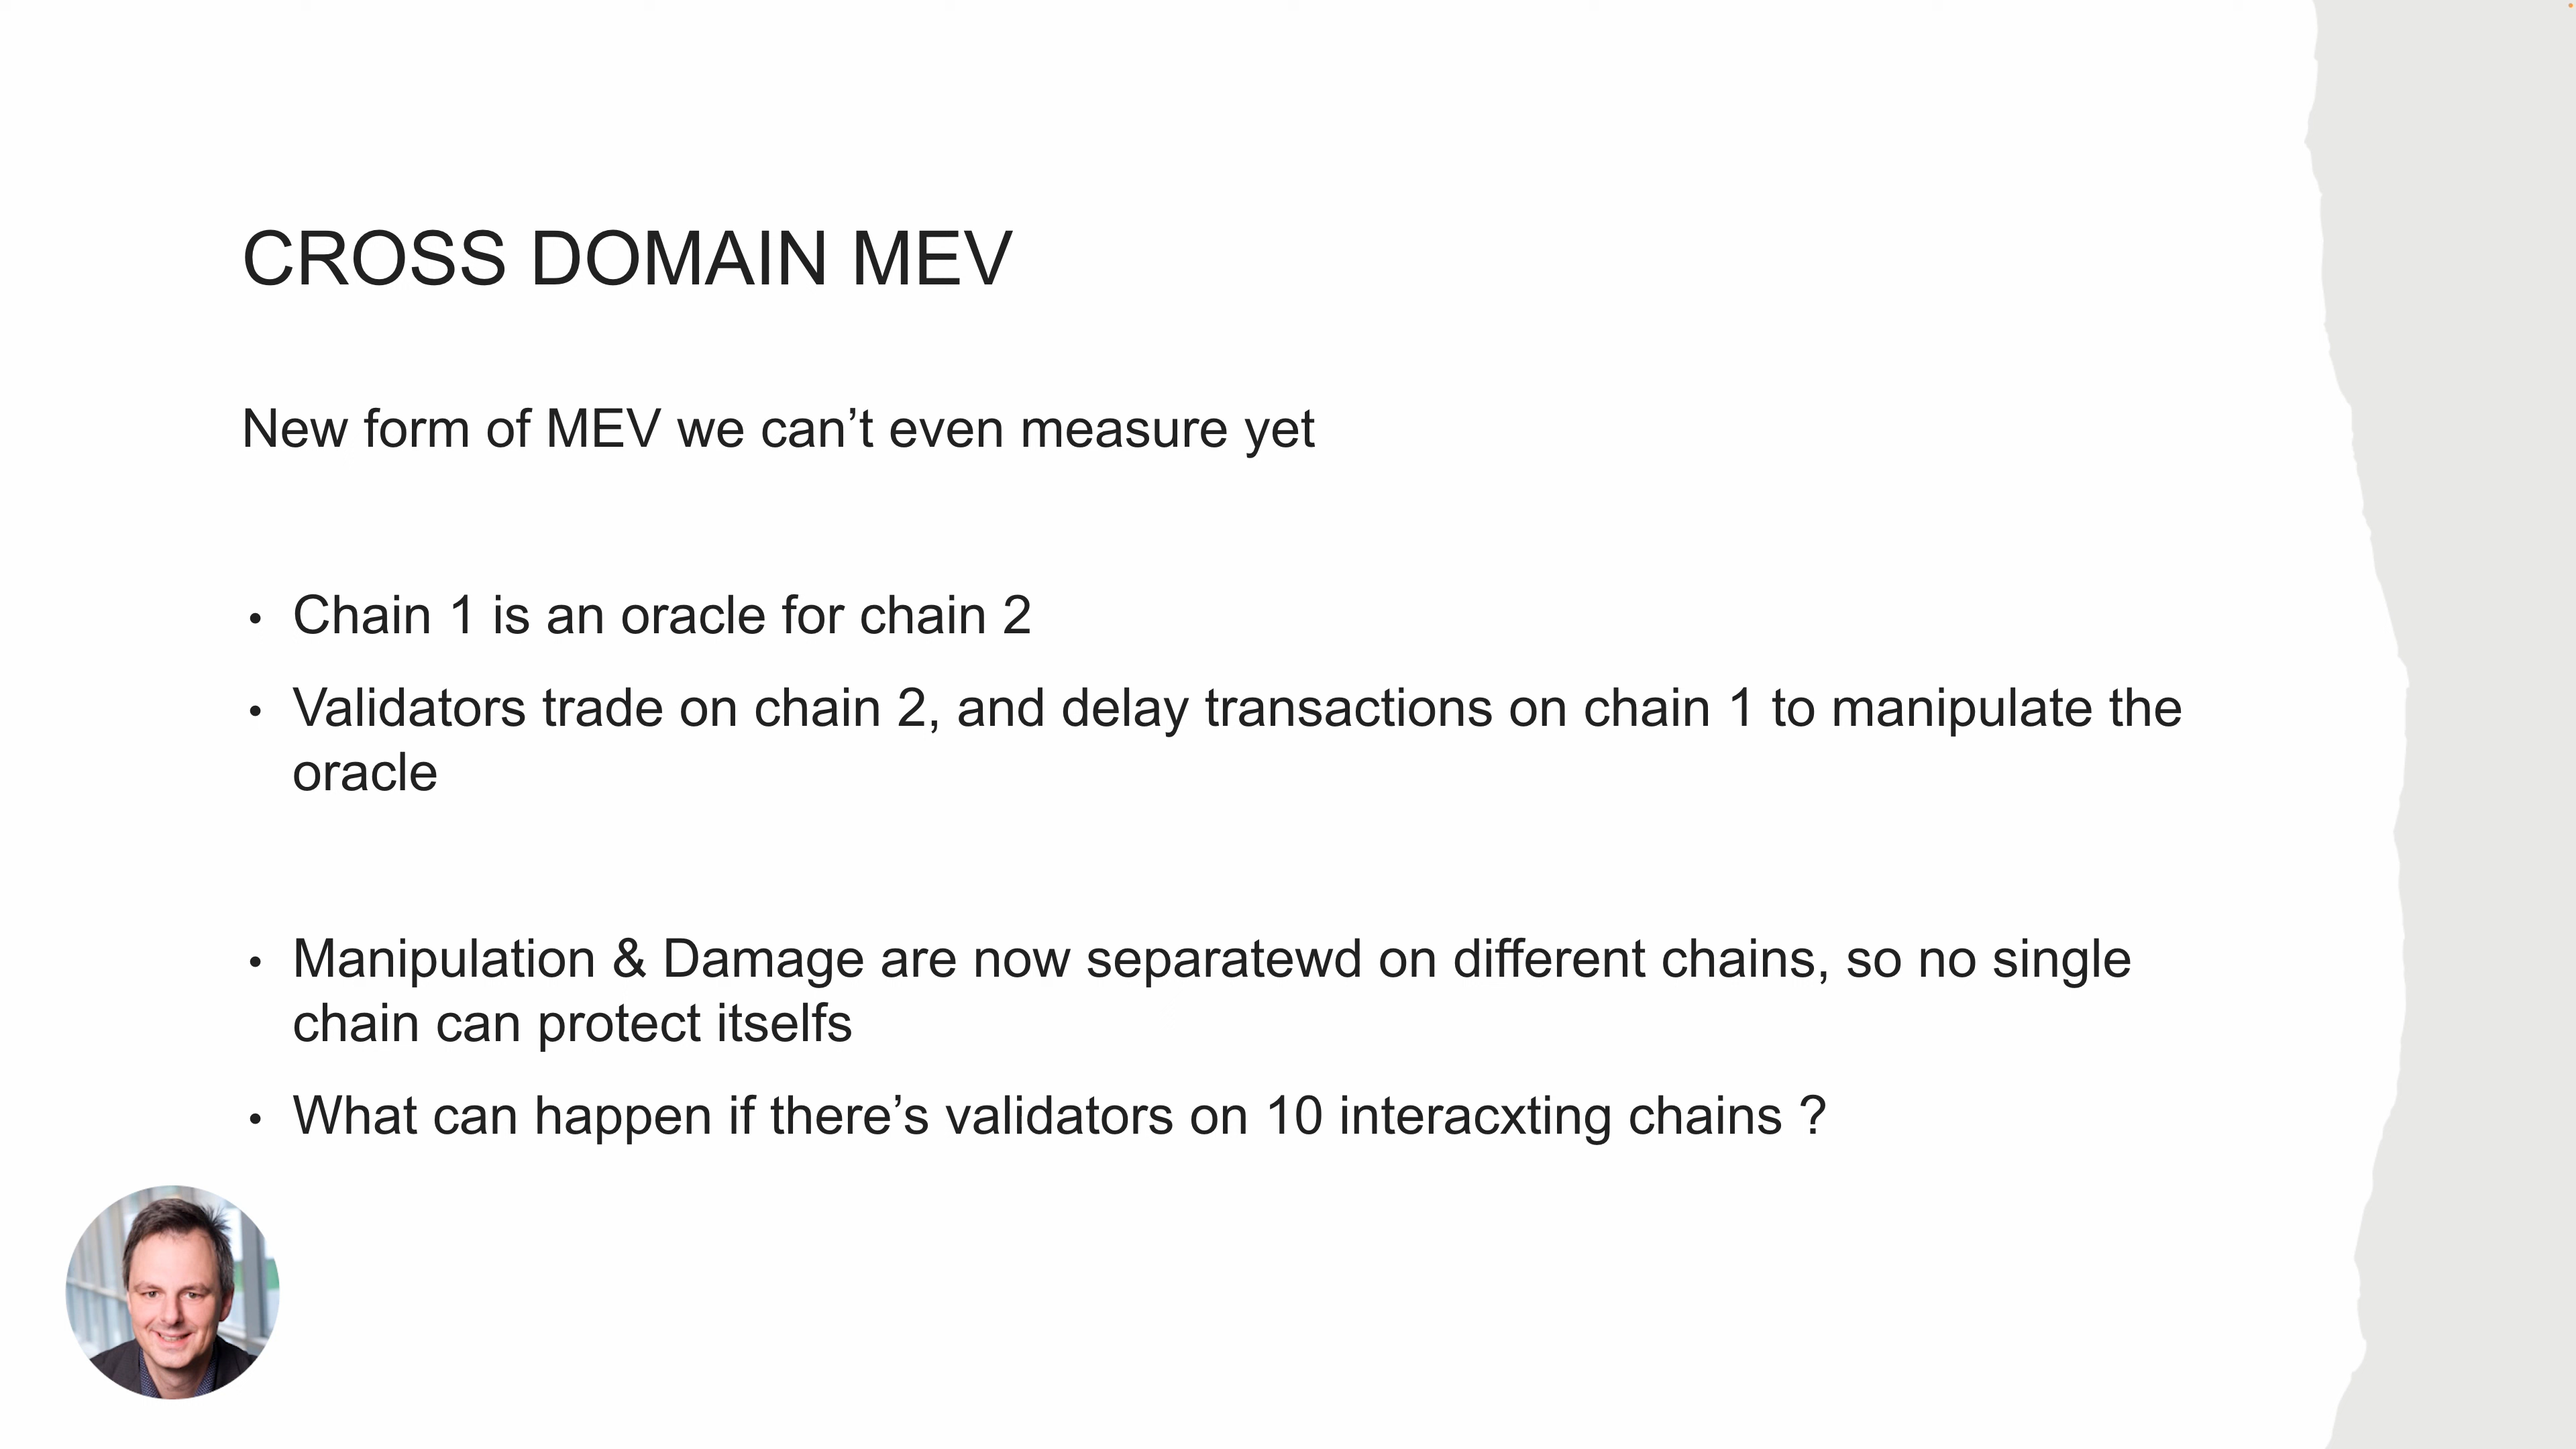 CROSS DOMAIN MEV
New form of MEV we can’t even measure yet
• Chain 1 is an oracle for chain 2
• Validators trade on chain 2, and delay transactions on chain 1 to manipulate the
oracle
• Manipulation & Damage are now separatewd on different chains, so no single
chain can protect itselfs
• What can happen if there’s validators on 10 interacxting chains ?